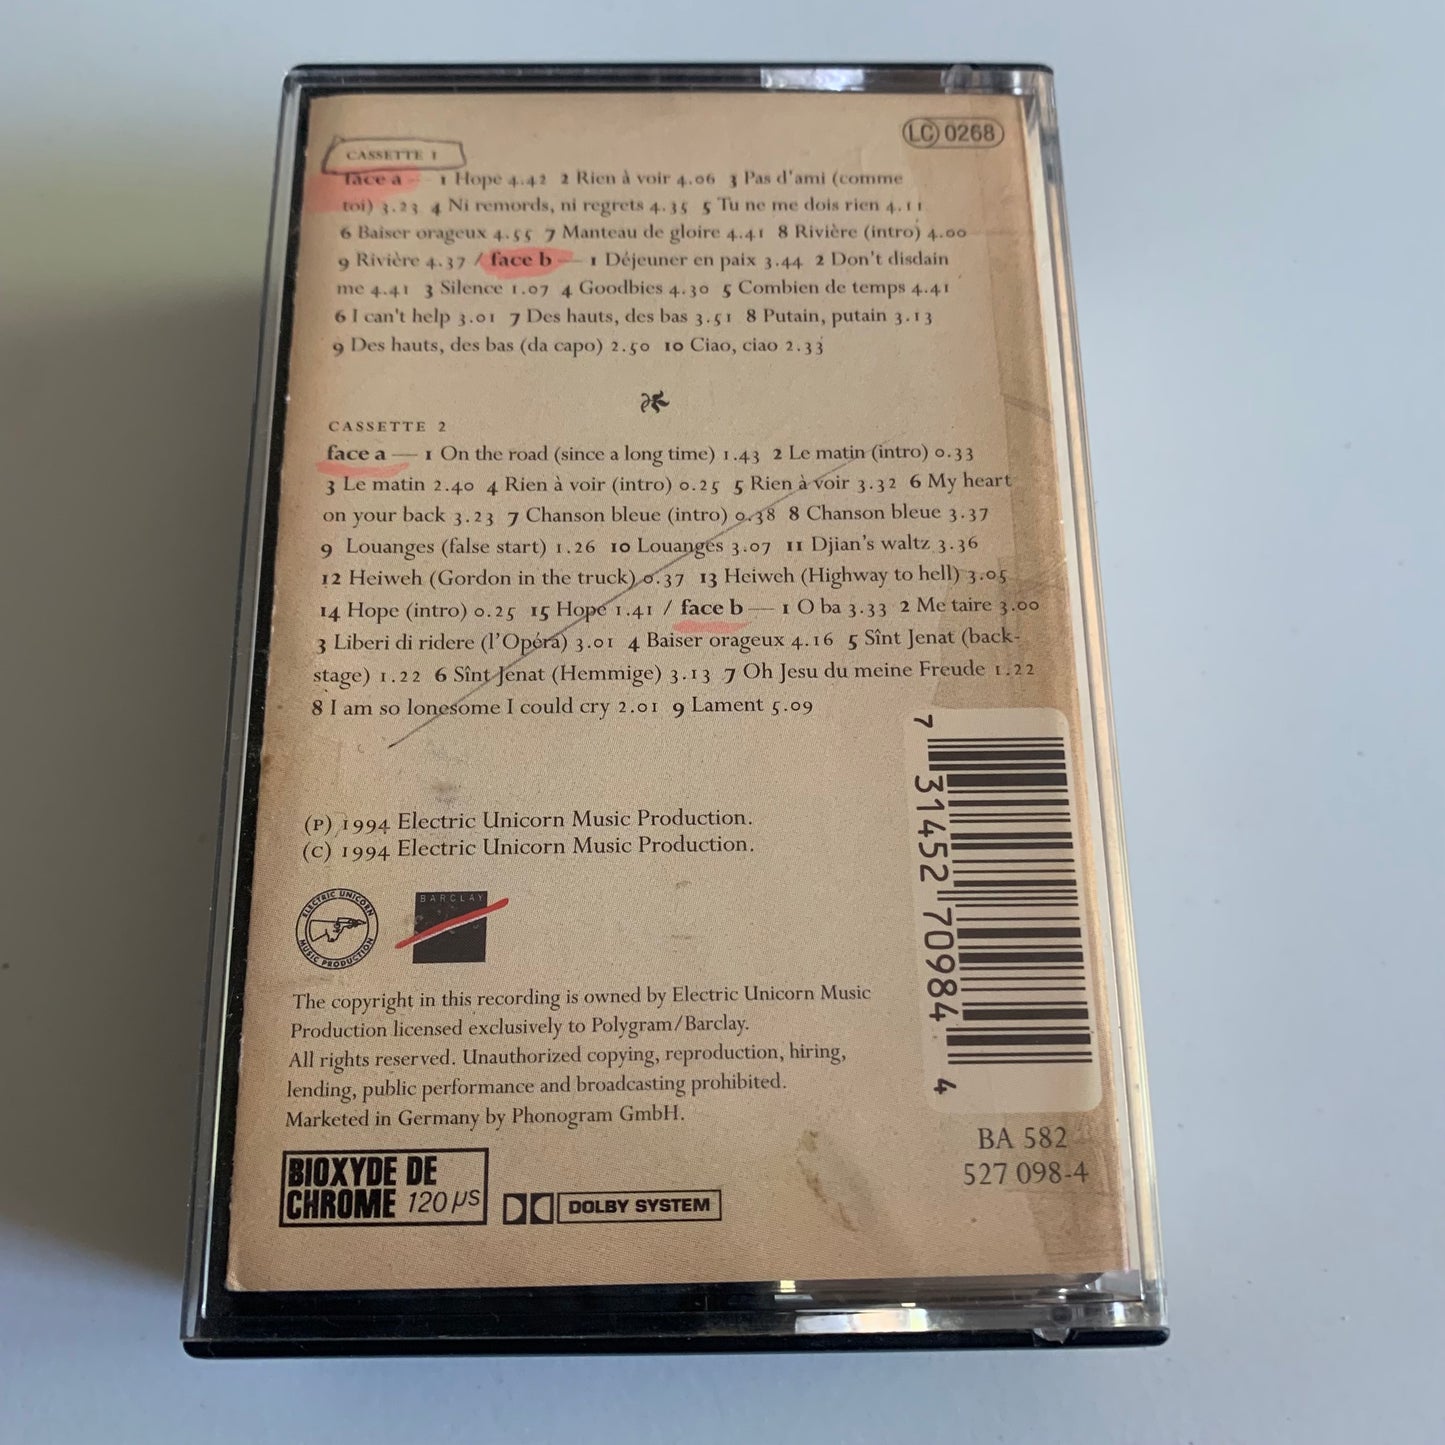 LC 0268
CASSETTE 1
face a — 1 Hope 4.42 2 Rien à voir 4.06 3 Pas d'ami (comme
toi) 3.23 4 Ni remords, ni regrets 4.35 5 Tu ne me dois rien 4.11
6 Baiser orageux 4.55 7 Manteau de gloire 4.41 8 Rivière (intro) 4.00
9 Rivière 4.37 / face b — 1 Déjeuner en paix 3.44 2 Don't disdain
me 4.41 3 Silence 1.07 4 Goodbies 4.30 5 Combien de temps 4.41
6 I can't help 3.01 7 Des hauts, des bas 3.51 8 Putain, putain 3.13
9 Des hauts, des bas (da capo) 2.50 10 Ciao, ciao 2.33
CASSETTE 2
face a — 1 On the road (since a long time) 1.43 2 Le matin (intro) 0.33
3 Le matin 2.40 4 Rien à voir (intro) 0.25 5 Rien à voir 3.32 6 My heart
on your back 3.23 7 Chanson bleue (intro) 0.38 8 Chanson bleue 3.37
9 Louanges (false start) 1.26 10 Louanges 3.07 11 Djian's waltz 3.36
12 Heiweh (Gordon in the truck) 0.37 13 Heiweh (Highway to hell) 3.05
14 Hope (intro) 0.25 15 Hope 1.41 / face b — 1 O ba 3.33 2 Me taire 3.00
3 Liberi di ridere (l'Opéra) 3.01 4 Baiser orageux 4.16 5 Sînt Jenat (back-
stage) 1.22 6 Sînt Jenat (Hemmige) 3.13 7 Oh Jesu du meine Freude 1.22
8 I am so lonesome I could cry 2.01 9 Lament 5.09
(P) 1994 Electric Unicorn Music Production.
(C) 1994 Electric Unicorn Music Production.
ELECTRIC UNICORN MUSIC PRODUCTION
BARCLAY
The copyright in this recording is owned by Electric Unicorn Music
Production licensed exclusively to Polygram/Barclay.
All rights reserved. Unauthorized copying, reproduction, hiring,
lending, public performance and broadcasting prohibited.
Marketed in Germany by Phonogram GmbH.
BIOXYDE DE
CHROME 120 µs
DOLBY SYSTEM
7 31452 70984 4
BA 582
527 098-4